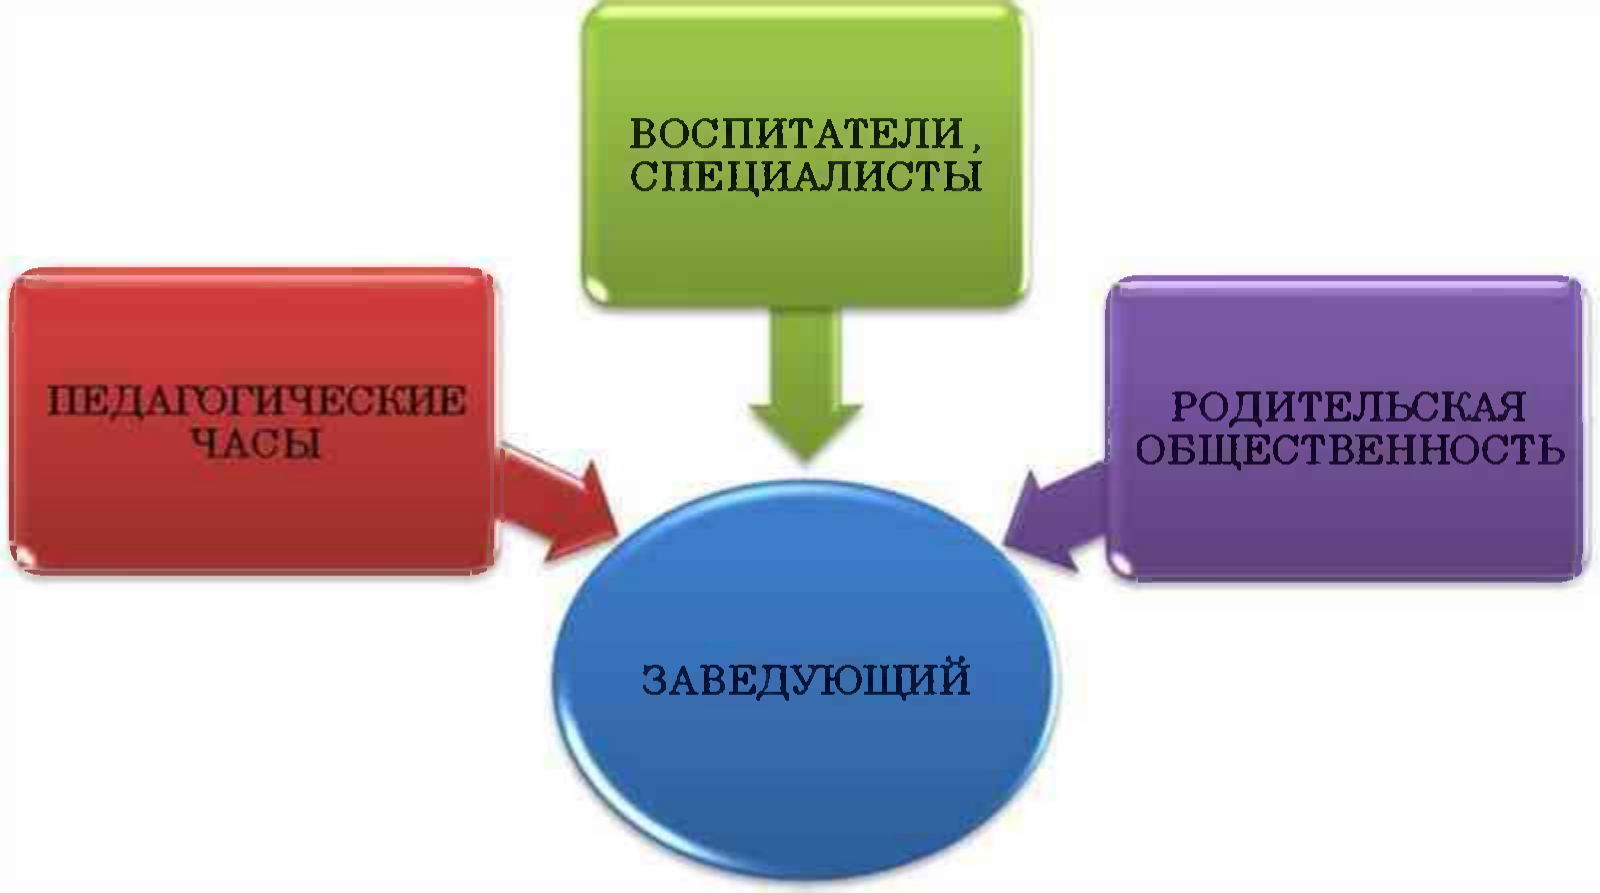 ВОСПИТАТЕЛИ,
СПЕЦИАЛИСТЫ
ПЕДАГОГИЧЕСКИЕ
ЧАСЫ
РОДИТЕЛЬСКАЯ
ОБЩЕСТВЕННОСТЬ
ЗАВЕДУЮЩИЙ